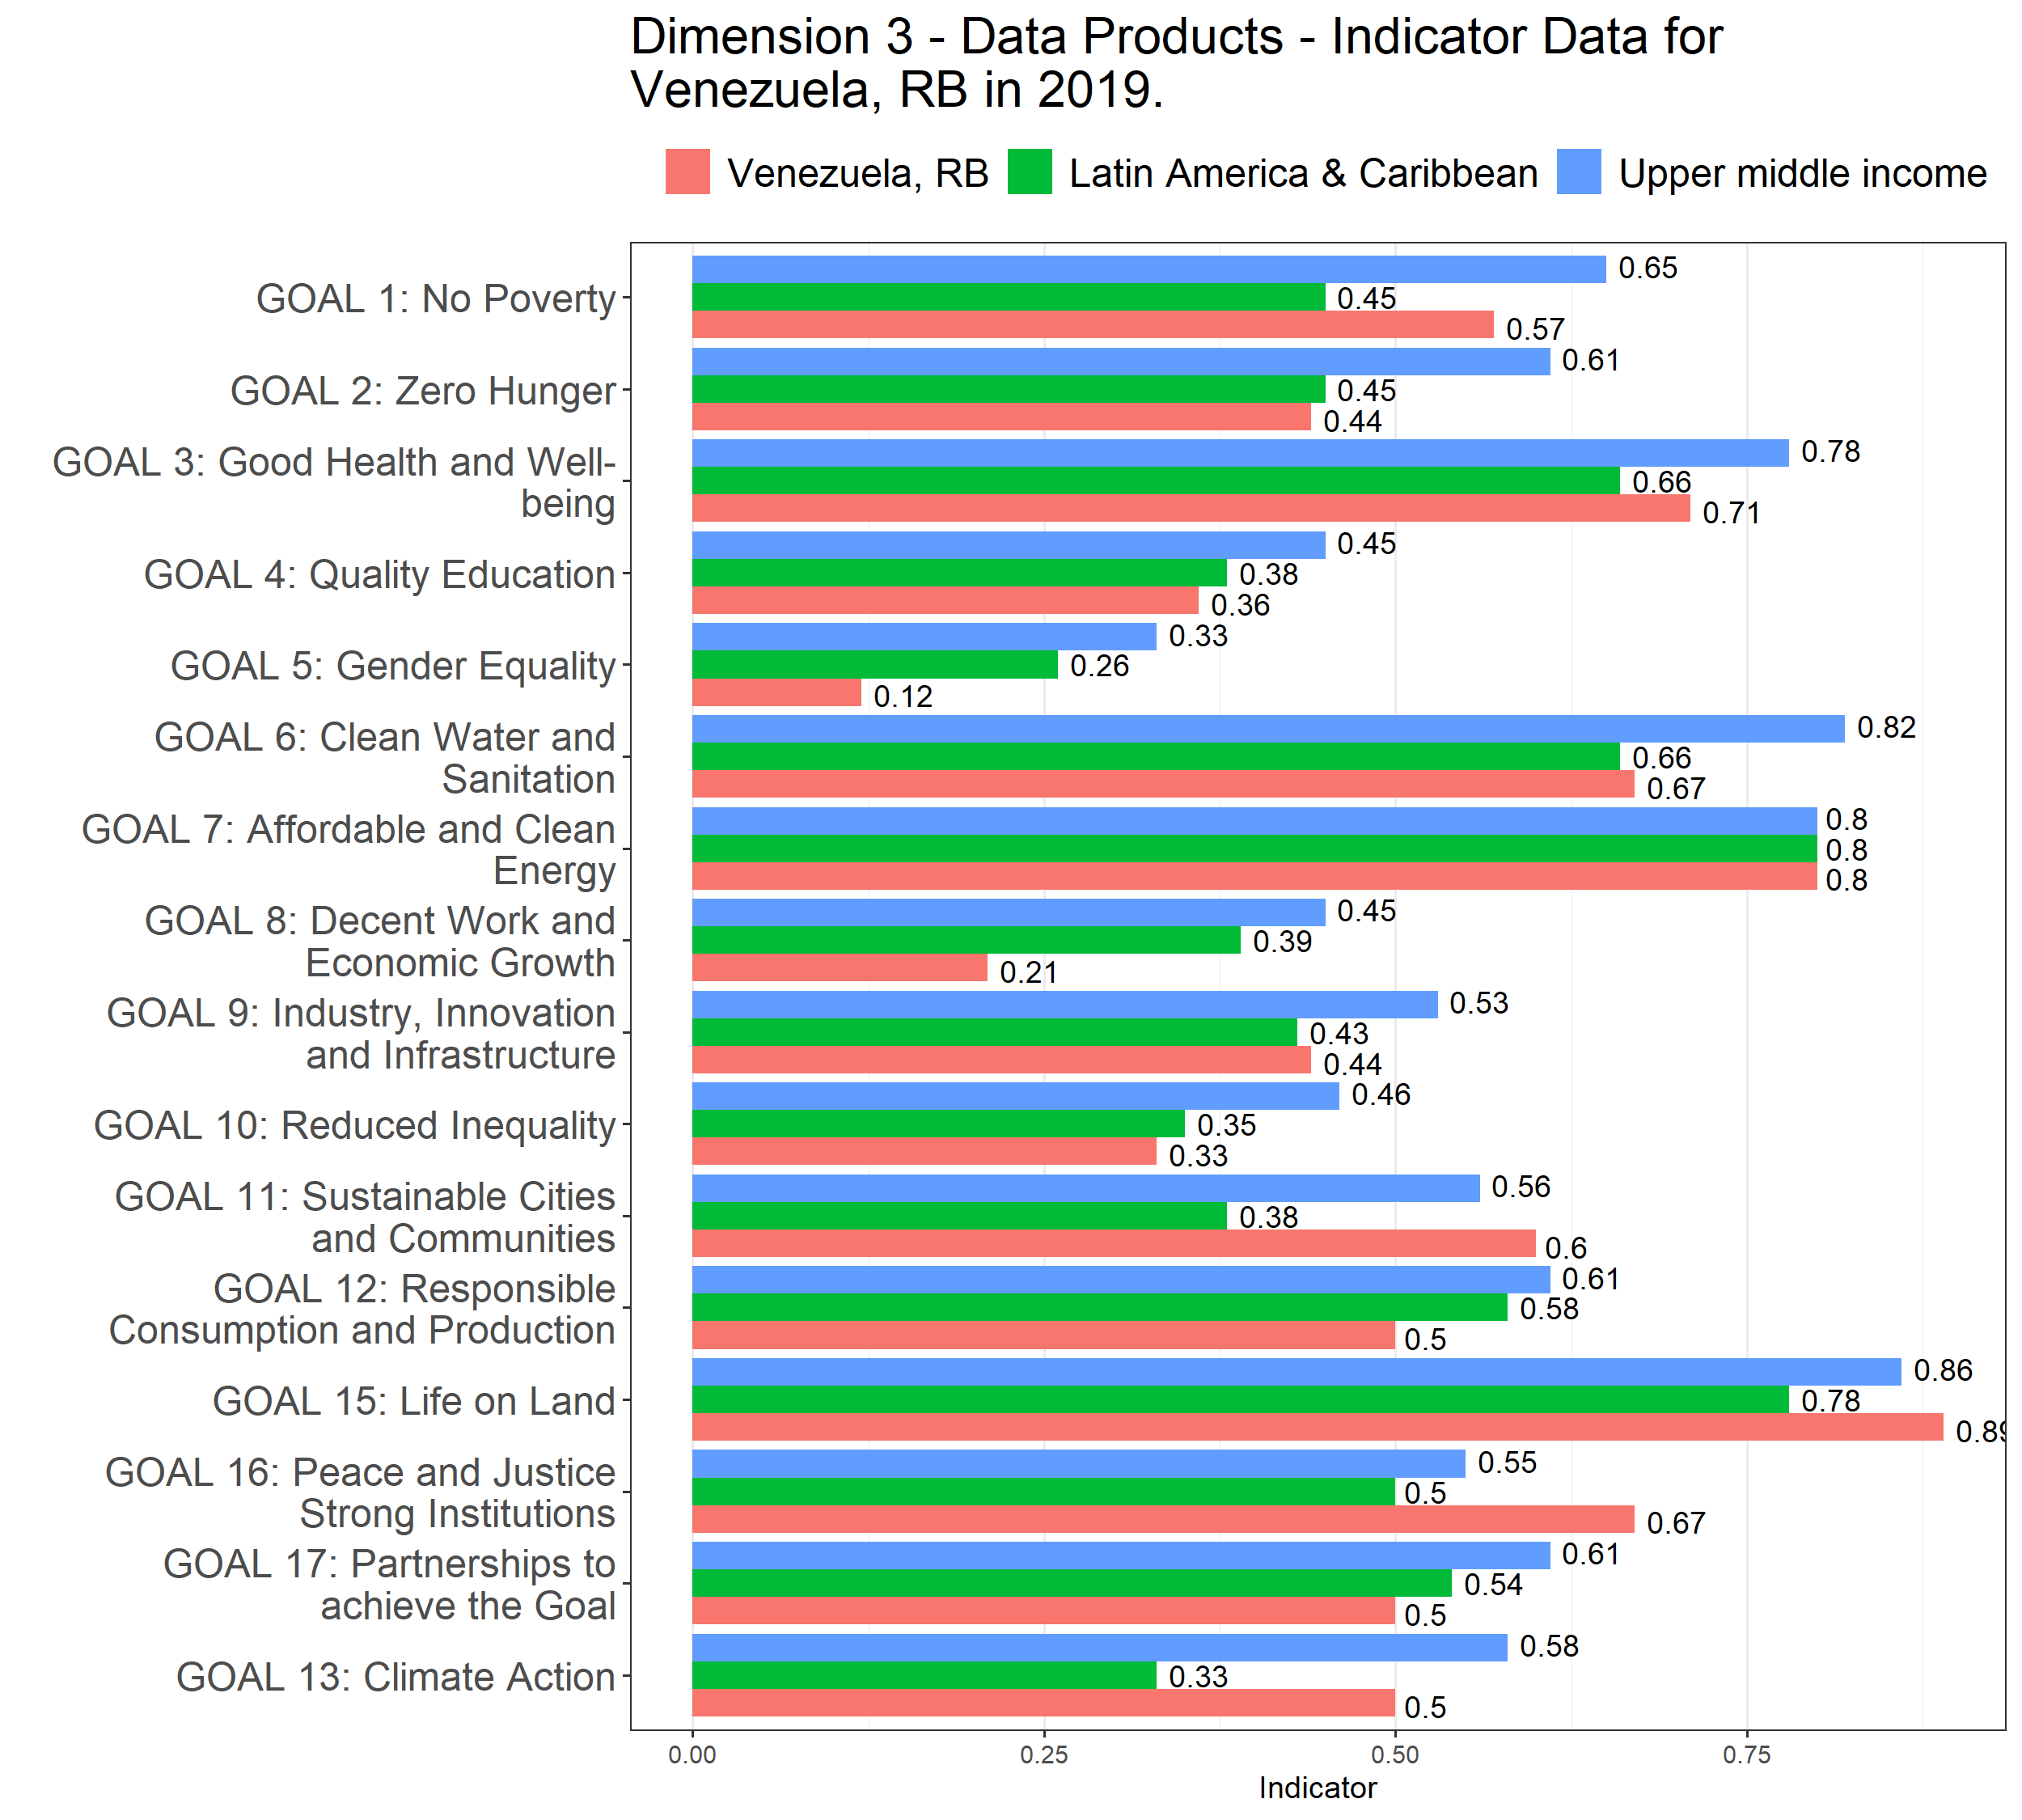 Dimension 3 - Data Products - Indicator Data for
Venezuela, RB in 2019.
Venezuela, RB Latin America & Caribbean Upper middle income
GOAL 1: No Poverty
0.65
0.45
0.57
GOAL 2: Zero Hunger
0.61
0.45
0.44
GOAL 3: Good Health and Well-
being
0.78
0.66
0.71
GOAL 4: Quality Education
0.45
0.38
0.36
GOAL 5: Gender Equality
0.33
0.26
0.12
GOAL 6: Clean Water and
Sanitation
0.82
0.66
0.67
GOAL 7: Affordable and Clean
Energy
0.8
0.8
0.8
GOAL 8: Decent Work and
Economic Growth
0.45
0.39
0.21
GOAL 9: Industry, Innovation
and Infrastructure
0.53
0.43
0.44
GOAL 10: Reduced Inequality
0.46
0.35
0.33
GOAL 11: Sustainable Cities
and Communities
0.56
0.38
0.6
GOAL 12: Responsible
Consumption and Production
0.61
0.58
0.5
GOAL 15: Life on Land
0.86
0.78
0.89
GOAL 16: Peace and Justice
Strong Institutions
0.55
0.5
0.67
GOAL 17: Partnerships to
achieve the Goal
0.61
0.54
0.5
GOAL 13: Climate Action
0.58
0.33
0.5
0.00 0.25 0.50 0.75
Indicator